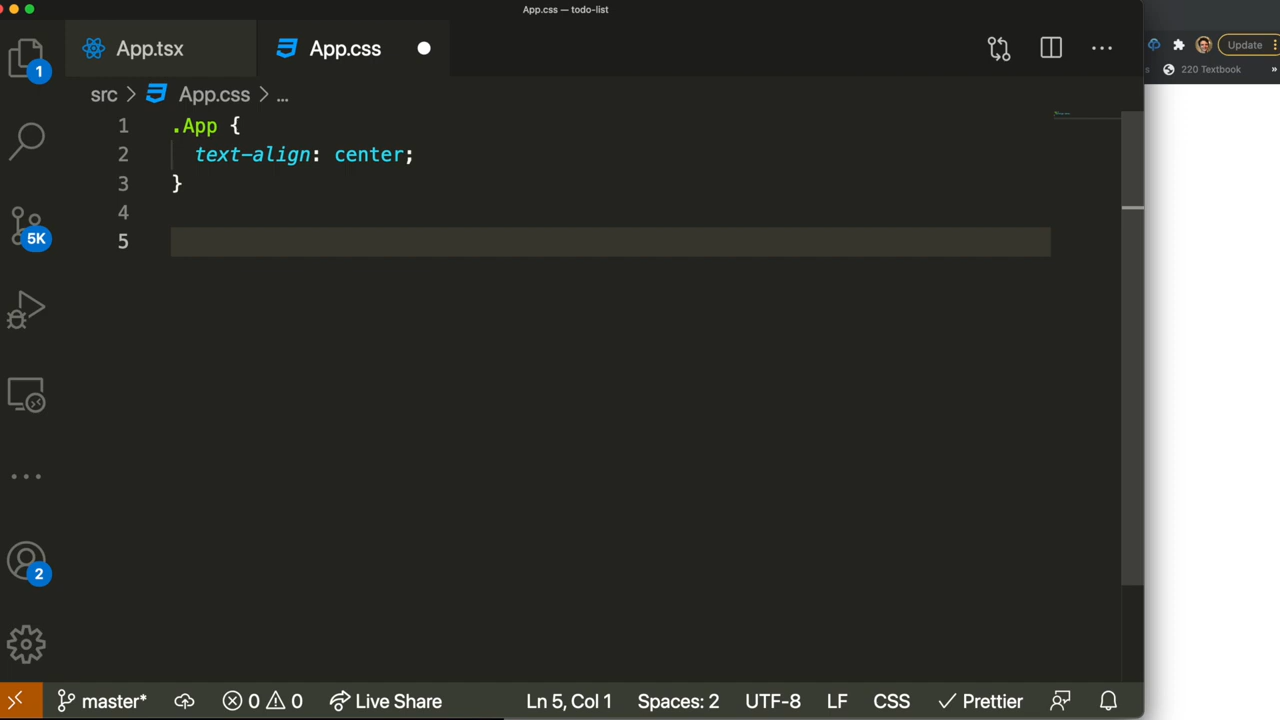 App.css — todo-list
App.tsx
App.css
Update
220 Textbook
»
1
src > App.css > ...
1 .App {
2 text-align: center;
3 }
4
5
5K
2
master*
0 0
Live Share
Ln 5, Col 1
Spaces: 2
UTF-8
LF
CSS
Prettier